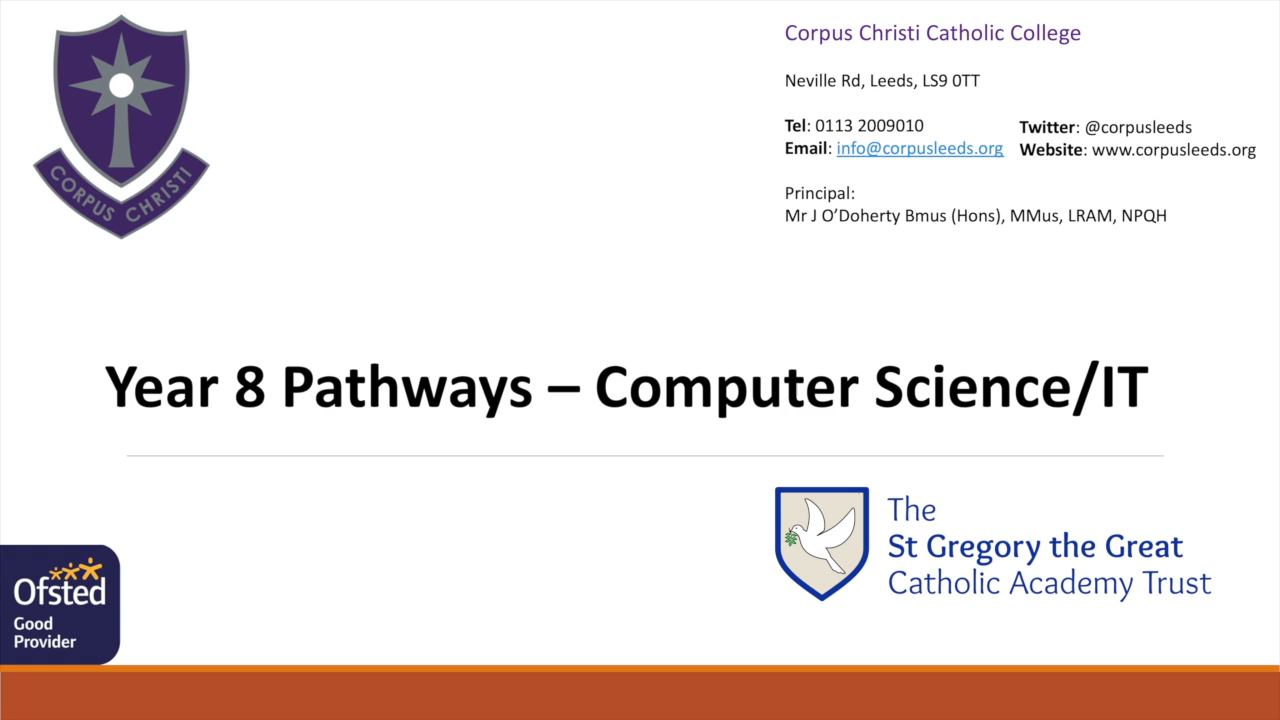 CORPUS CHRISTI
Corpus Christi Catholic College
Neville Rd, Leeds, LS9 0TT
Tel: 0113 2009010
Email: info@corpusleeds.org
Twitter: @corpusleeds
Website: www.corpusleeds.org
Principal:
Mr J O’Doherty Bmus (Hons), MMus, LRAM, NPQH
Year 8 Pathways – Computer Science/IT
The
St Gregory the Great
Catholic Academy Trust
Ofsted
Good
Provider